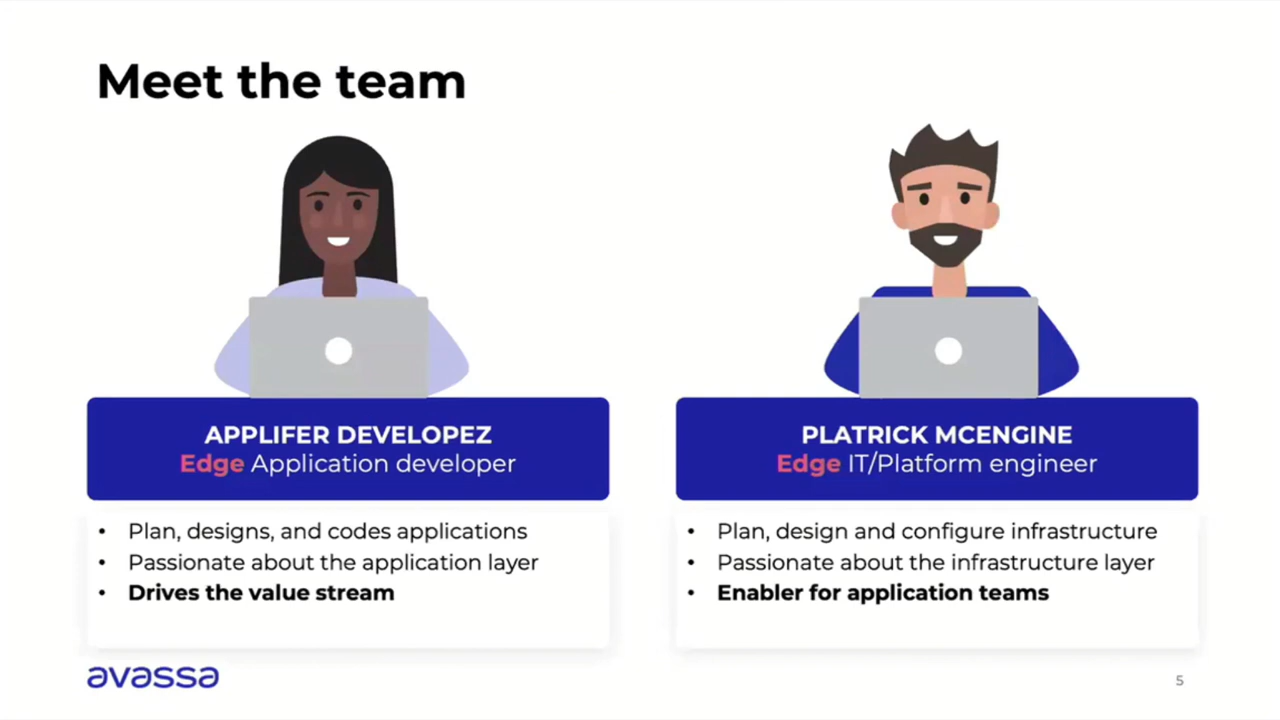 Meet the team
APPLIFER DEVELOPEZ
Edge Application developer
• Plan, designs, and codes applications
• Passionate about the application layer
• Drives the value stream
PLATRICK MCENGINE
Edge IT/Platform engineer
• Plan, design and configure infrastructure
• Passionate about the infrastructure layer
• Enabler for application teams
avassa
5